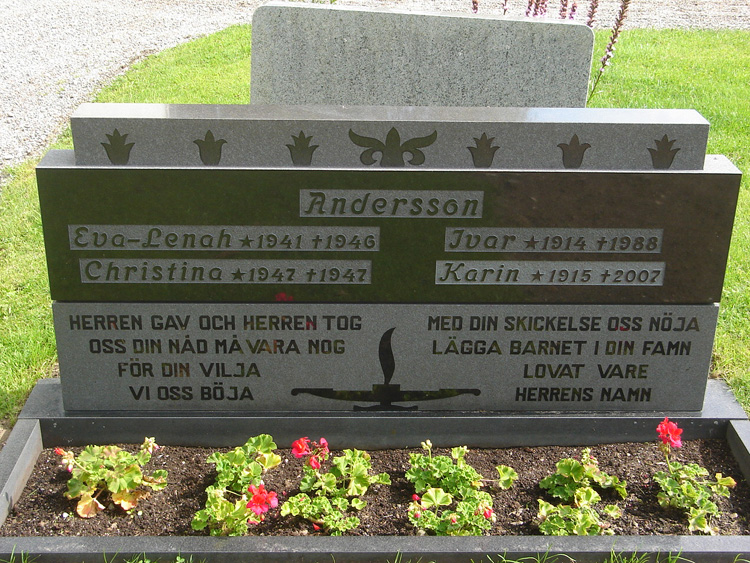 Andersson
Eva-Lenah ★1941 †1946
Christina ★1947 †1947
Ivar ★1914 †1988
Karin ★1915 †2007
HERREN GAV OCH HERREN TOG
OSS DIN NÅD MÅ VARA NOG
FÖR DIN VILJA
VI OSS BÖJA
MED DIN SKICKELSE OSS NÖJA
LÄGGA BARNET I DIN FAMN
LOVAT VARE
HERRENS NAMN